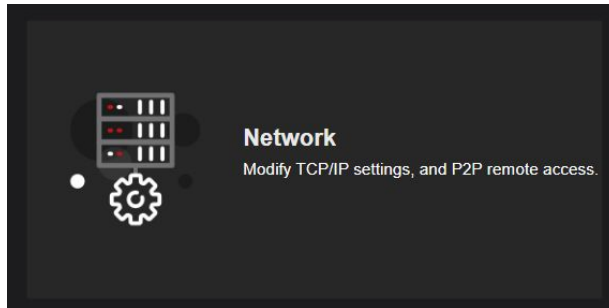 Network
Modify TCP/IP settings, and P2P remote access.